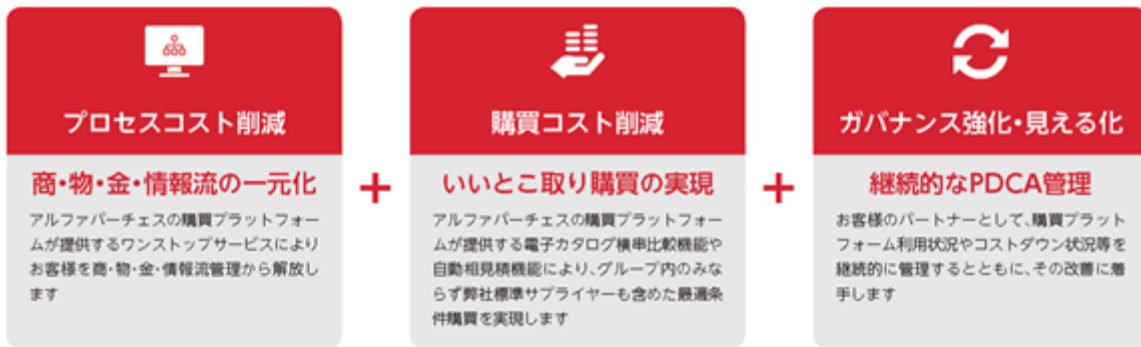 プロセスコスト削減
商・物・金・情報流の一元化
アルファパーチェスの購買プラットフォー
ムが提供するワンストップサービスにより
お客様を商・物・金・情報流管理から解放し
ます
+
購買コスト削減
いいとこ取り購買の実現
アルファパーチェスの購買プラットフォー
ムが提供する電子カタログ横串比較機能や
自動相見積機能により、グループ内のみな
らず弊社標準サプライヤーも含めた最適条
件購買を実現します
+
ガバナンス強化・見える化
継続的なPDCA管理
お客様のパートナーとして、購買プラット
フォーム利用状況やコストダウン状況等を
継続的に管理するとともに、その改善に着
手します